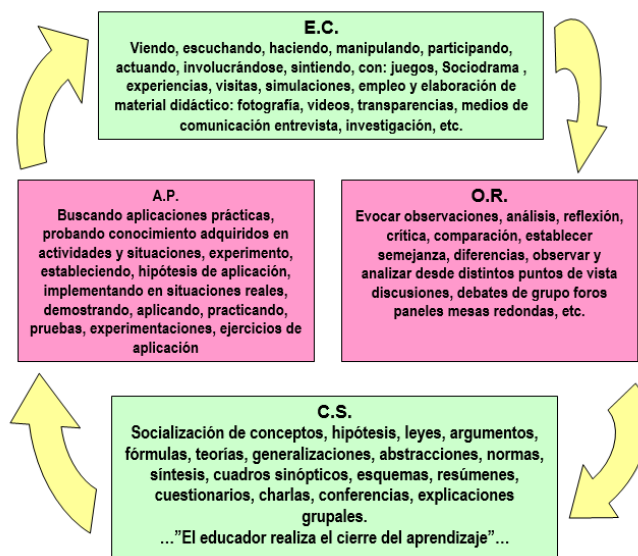 E.C.
Viendo, escuchando, haciendo, manipulando, participando,
actuando, involucrándose, sintiendo, con: juegos, Sociodrama ,
experiencias, visitas, simulaciones, empleo y elaboración de
material didáctico: fotografía, videos, transparencias, medios de
comunicación entrevista, investigación, etc.
A.P.
Buscando aplicaciones prácticas,
probando conocimiento adquiridos en
actividades y situaciones, experimento,
estableciendo, hipótesis de aplicación,
implementando en situaciones reales,
demostrando, aplicando, practicando,
pruebas, experimentaciones, ejercicios de
aplicación
O.R.
Evocar observaciones, análisis, reflexión,
crítica, comparación, establecer
semejanza, diferencias, observar y
analizar desde distintos puntos de vista
discusiones, debates de grupo foros
paneles mesas redondas, etc.
C.S.
Socialización de conceptos, hipótesis, leyes, argumentos,
fórmulas, teorías, generalizaciones, abstracciones, normas,
síntesis, cuadros sinópticos, esquemas, resúmenes,
cuestionarios, charlas, conferencias, explicaciones
grupales.
…”El educador realiza el cierre del aprendizaje”…